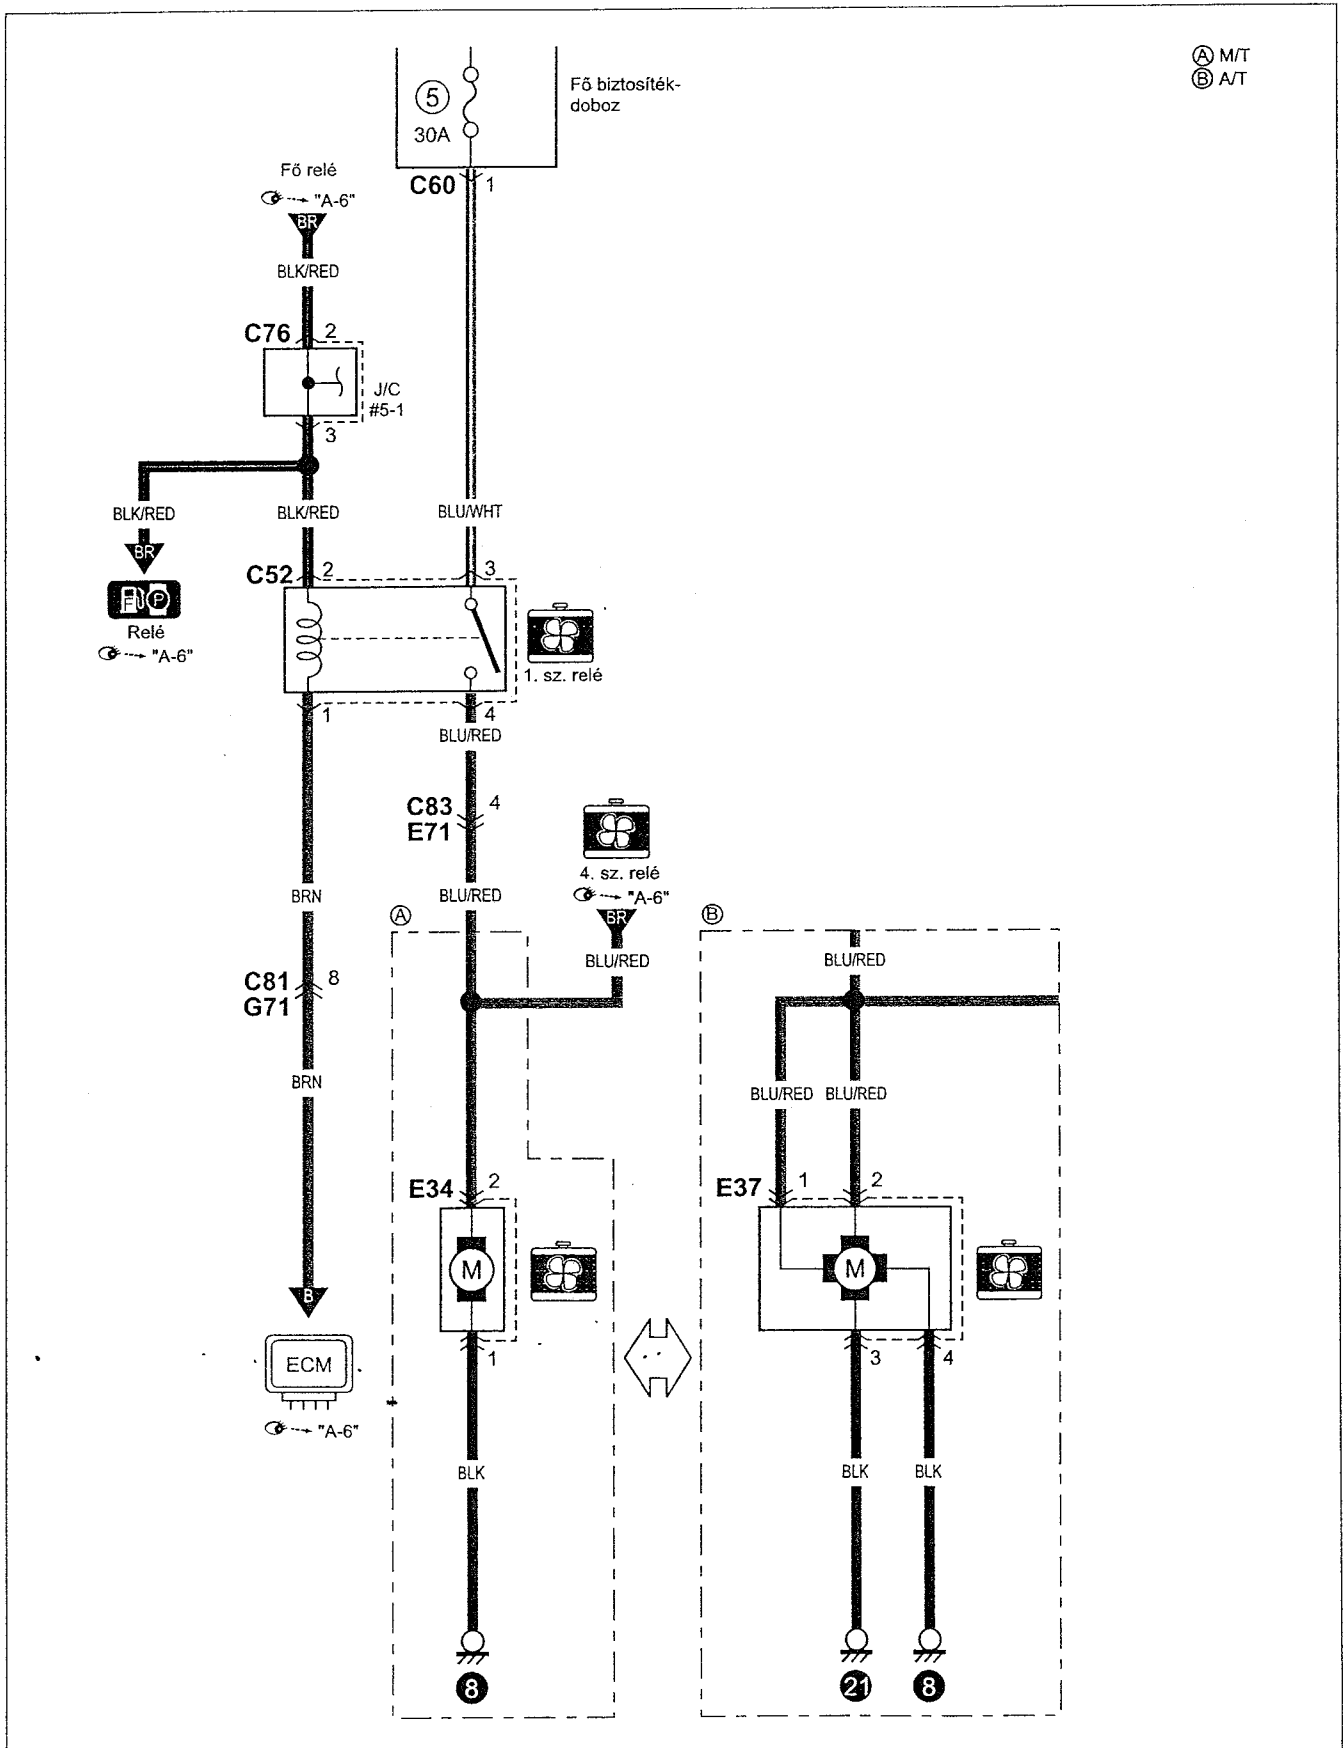 Ⓐ M/T
Ⓑ A/T
⑤
30A
Fő biztosíték-
doboz
C60 1
Fő relé
"A-6"
BR
BLK/RED
C76 2
J/C
#5-1
3
BLK/RED BLK/RED BLU/WHT
BR
C52 2 3
F P
Relé
"A-6"
1. sz. relé
1 4
BLU/RED
C83 4
E71
4. sz. relé
"A-6"
BRN BLU/RED
BR
Ⓐ Ⓑ
BLU/RED BLU/RED
C81 8
G71
BRN BLU/RED BLU/RED
E34 2 E37 1 2
M M
B
1 3 4
ECM
"A-6"
BLK BLK BLK
8 21 8